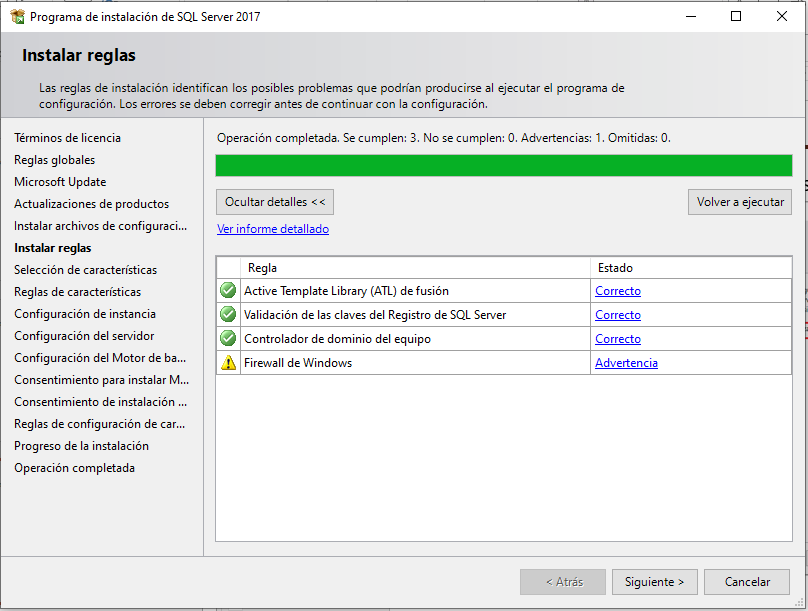 Programa de instalación de SQL Server 2017
Instalar reglas
Las reglas de instalación identifican los posibles problemas que podrían producirse al ejecutar el programa de
configuración. Los errores se deben corregir antes de continuar con la configuración.
Términos de licencia
Reglas globales
Microsoft Update
Actualizaciones de productos
Instalar archivos de configuraci...
Instalar reglas
Selección de características
Reglas de características
Configuración de instancia
Configuración del servidor
Configuración del Motor de ba...
Consentimiento para instalar M...
Consentimiento de instalación ...
Reglas de configuración de car...
Progreso de la instalación
Operación completada
Operación completada. Se cumplen: 3. No se cumplen: 0. Advertencias: 1. Omitidas: 0.
Ocultar detalles <<
Volver a ejecutar
Ver informe detallado
Regla Estado
Active Template Library (ATL) de fusión Correcto
Validación de las claves del Registro de SQL Server Correcto
Controlador de dominio del equipo Correcto
Firewall de Windows Advertencia
< Atrás
Siguiente >
Cancelar